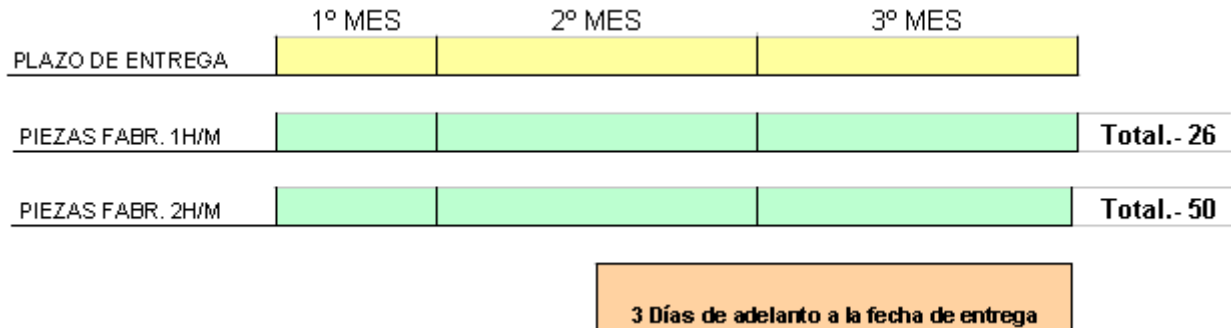 1º MES 2º MES 3º MES
PLAZO DE ENTREGA
PIEZAS FABR. 1H/M Total.- 26
PIEZAS FABR. 2H/M Total.- 50
3 Días de adelanto a la fecha de entrega